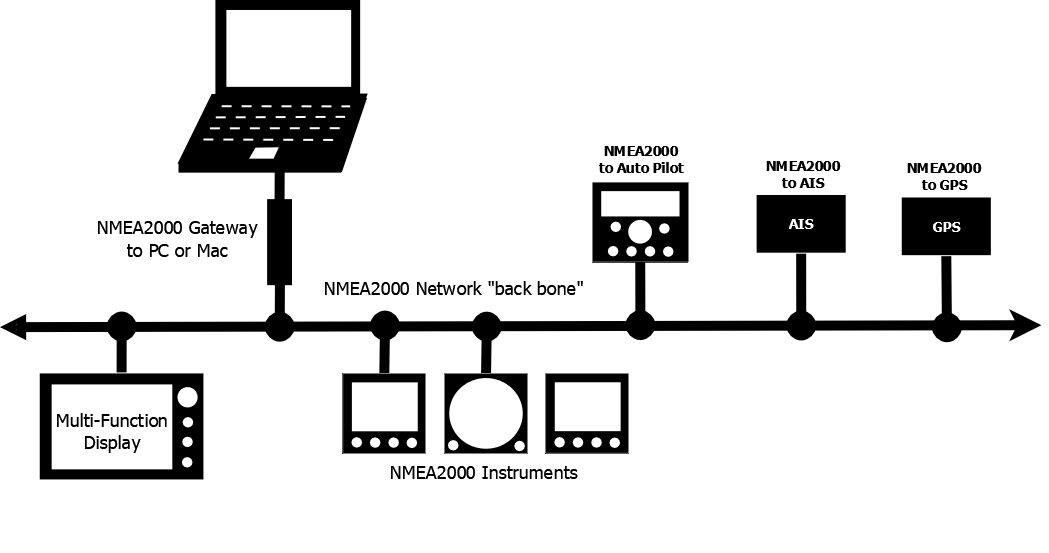 NMEA2000
to Auto Pilot
NMEA2000
to AIS
NMEA2000
to GPS
AIS
GPS
NMEA2000 Gateway
to PC or Mac
NMEA2000 Network "back bone"
Multi-Function
Display
NMEA2000 Instruments